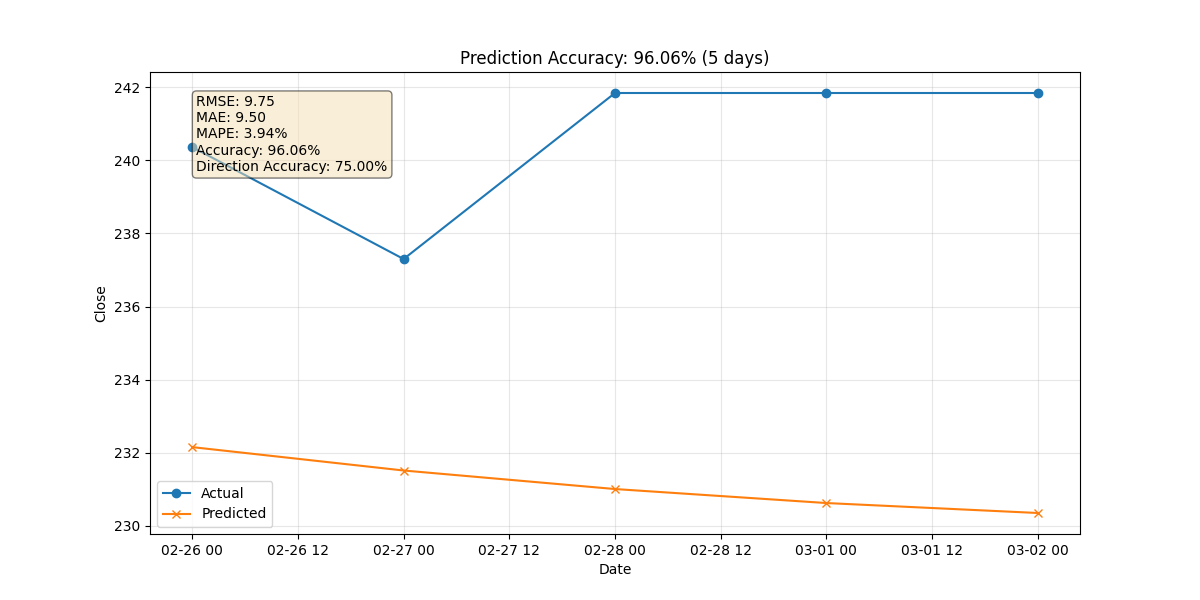 Prediction Accuracy: 96.06% (5 days)
RMSE: 9.75
MAE: 9.50
MAPE: 3.94%
Accuracy: 96.06%
Direction Accuracy: 75.00%
Close
242
240
238
236
234
232
230
Actual
Predicted
02-26 00
02-26 12
02-27 00
02-27 12
02-28 00
02-28 12
03-01 00
03-01 12
03-02 00
Date